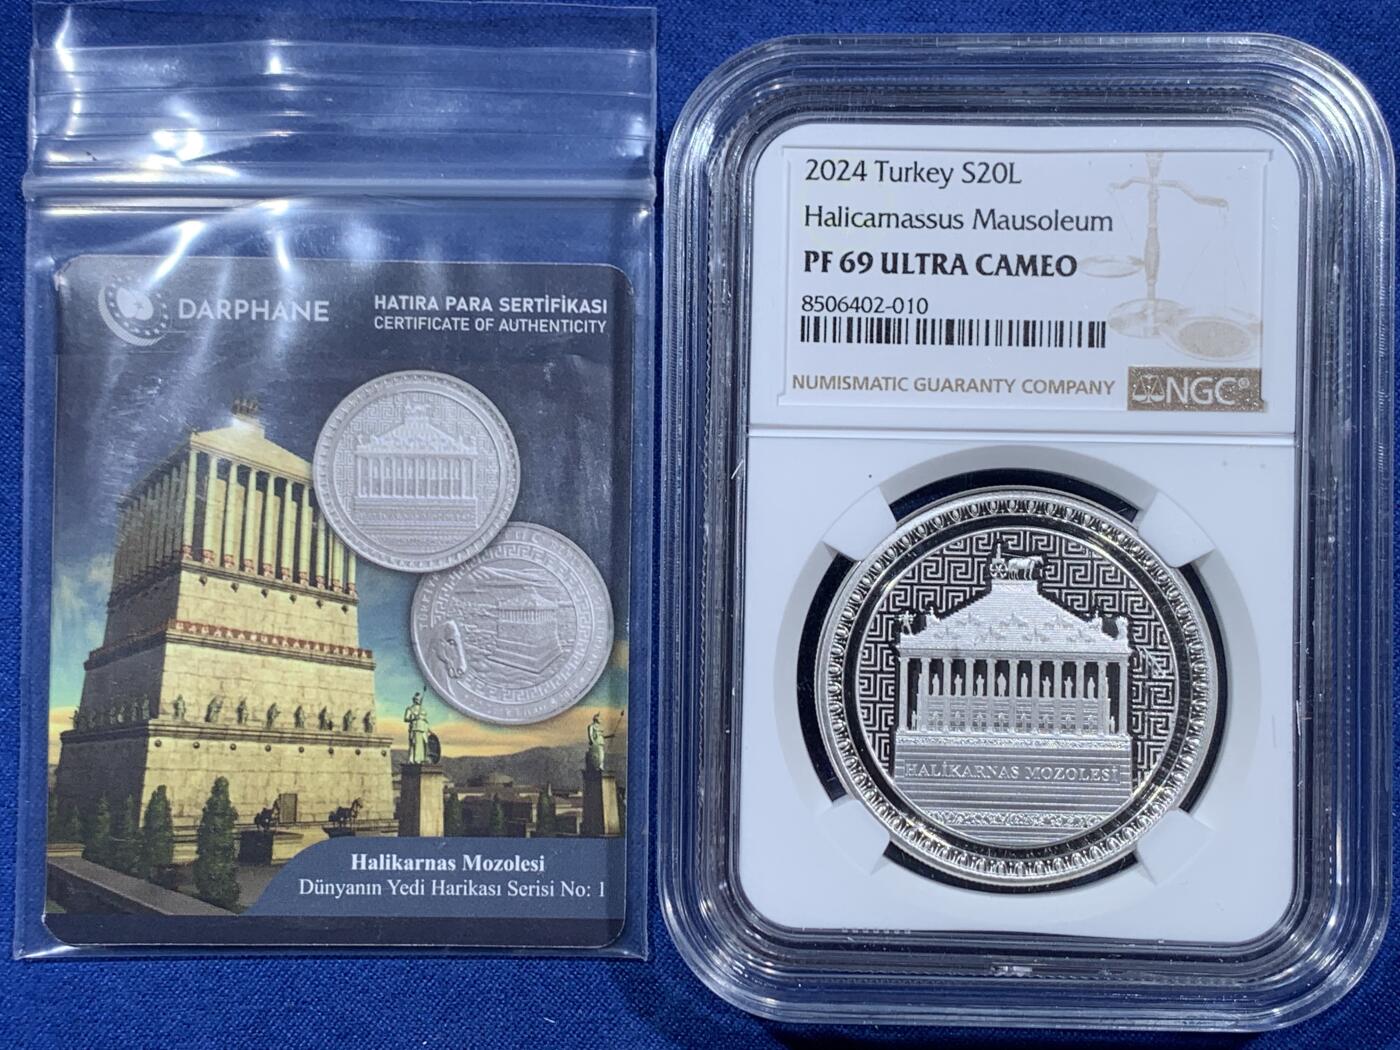 DARPHANE
HATIRA PARA SERTİFİKASI
CERTIFICATE OF AUTHENTICITY
Halikarnas Mozolesi
Dünyanın Yedi Harikası Serisi No: 1
2024 Turkey S20L
Halicarnassus Mausoleum
PF 69 ULTRA CAMEO
8506402-010
NUMISMATIC GUARANTY COMPANY
NGC®
HALİKARNAS MOZOLESİ